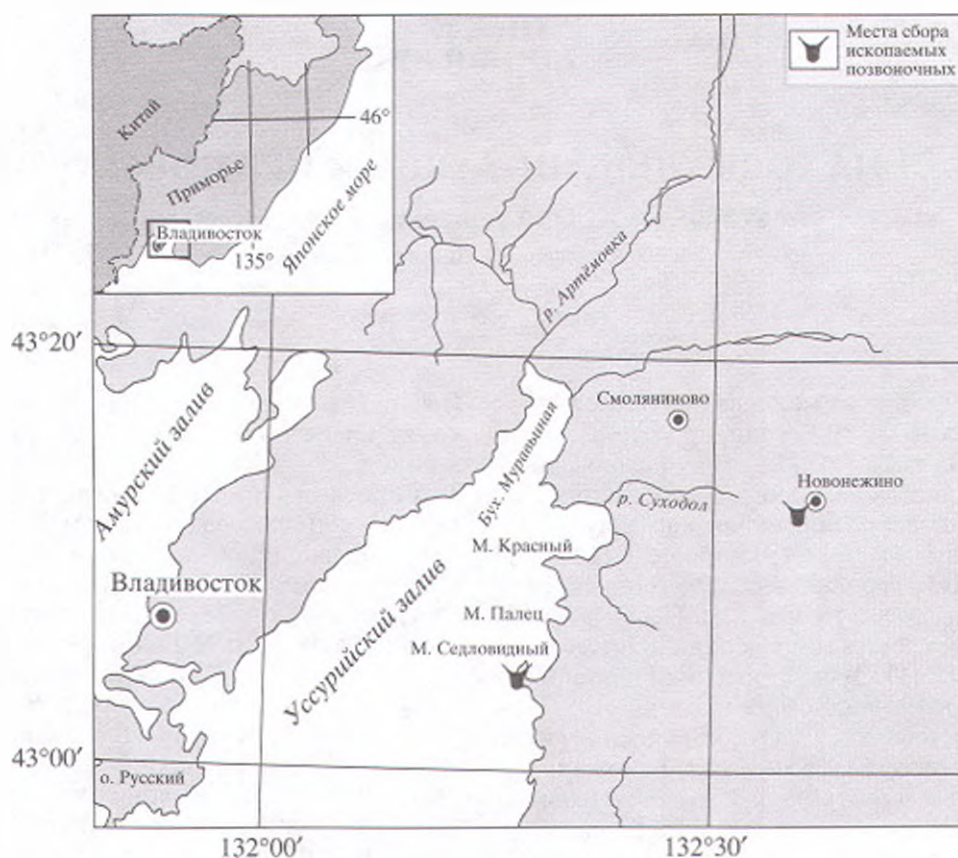 Места сбора
ископаемых
позвоночных
Китай
46°
Приморье
Японское море
Владивосток
135°
р. Артёмовка
43°20′
Смоляниново
Амурский залив
Бух. Муравьиная
Новонежино
р. Суходол
М. Красный
Владивосток
М. Палец
Уссурийский залив
М. Седловидный
43°00′
о. Русский
132°00′
132°30′